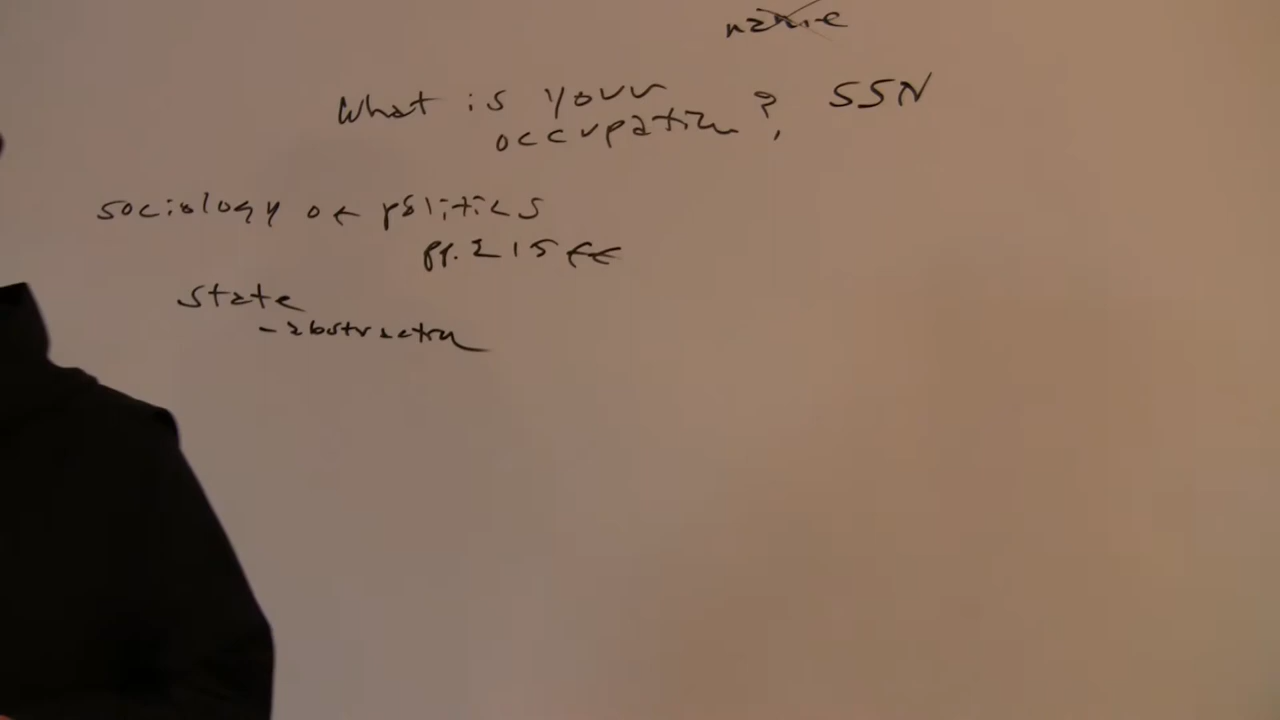 name
What is your occupation?, SSN
sociology of politics
pp. 215 ff
state
- abstraction